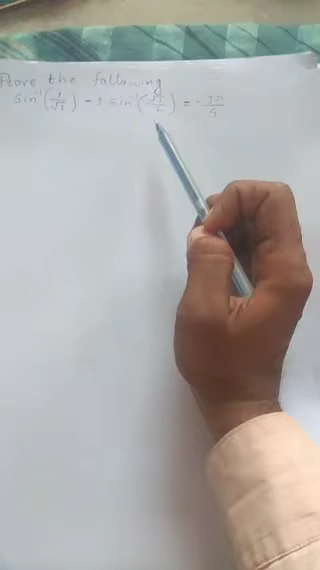 Prove the following
sin⁻¹(1/√2) - 3 sin⁻¹(√3/2) = - 3π/4